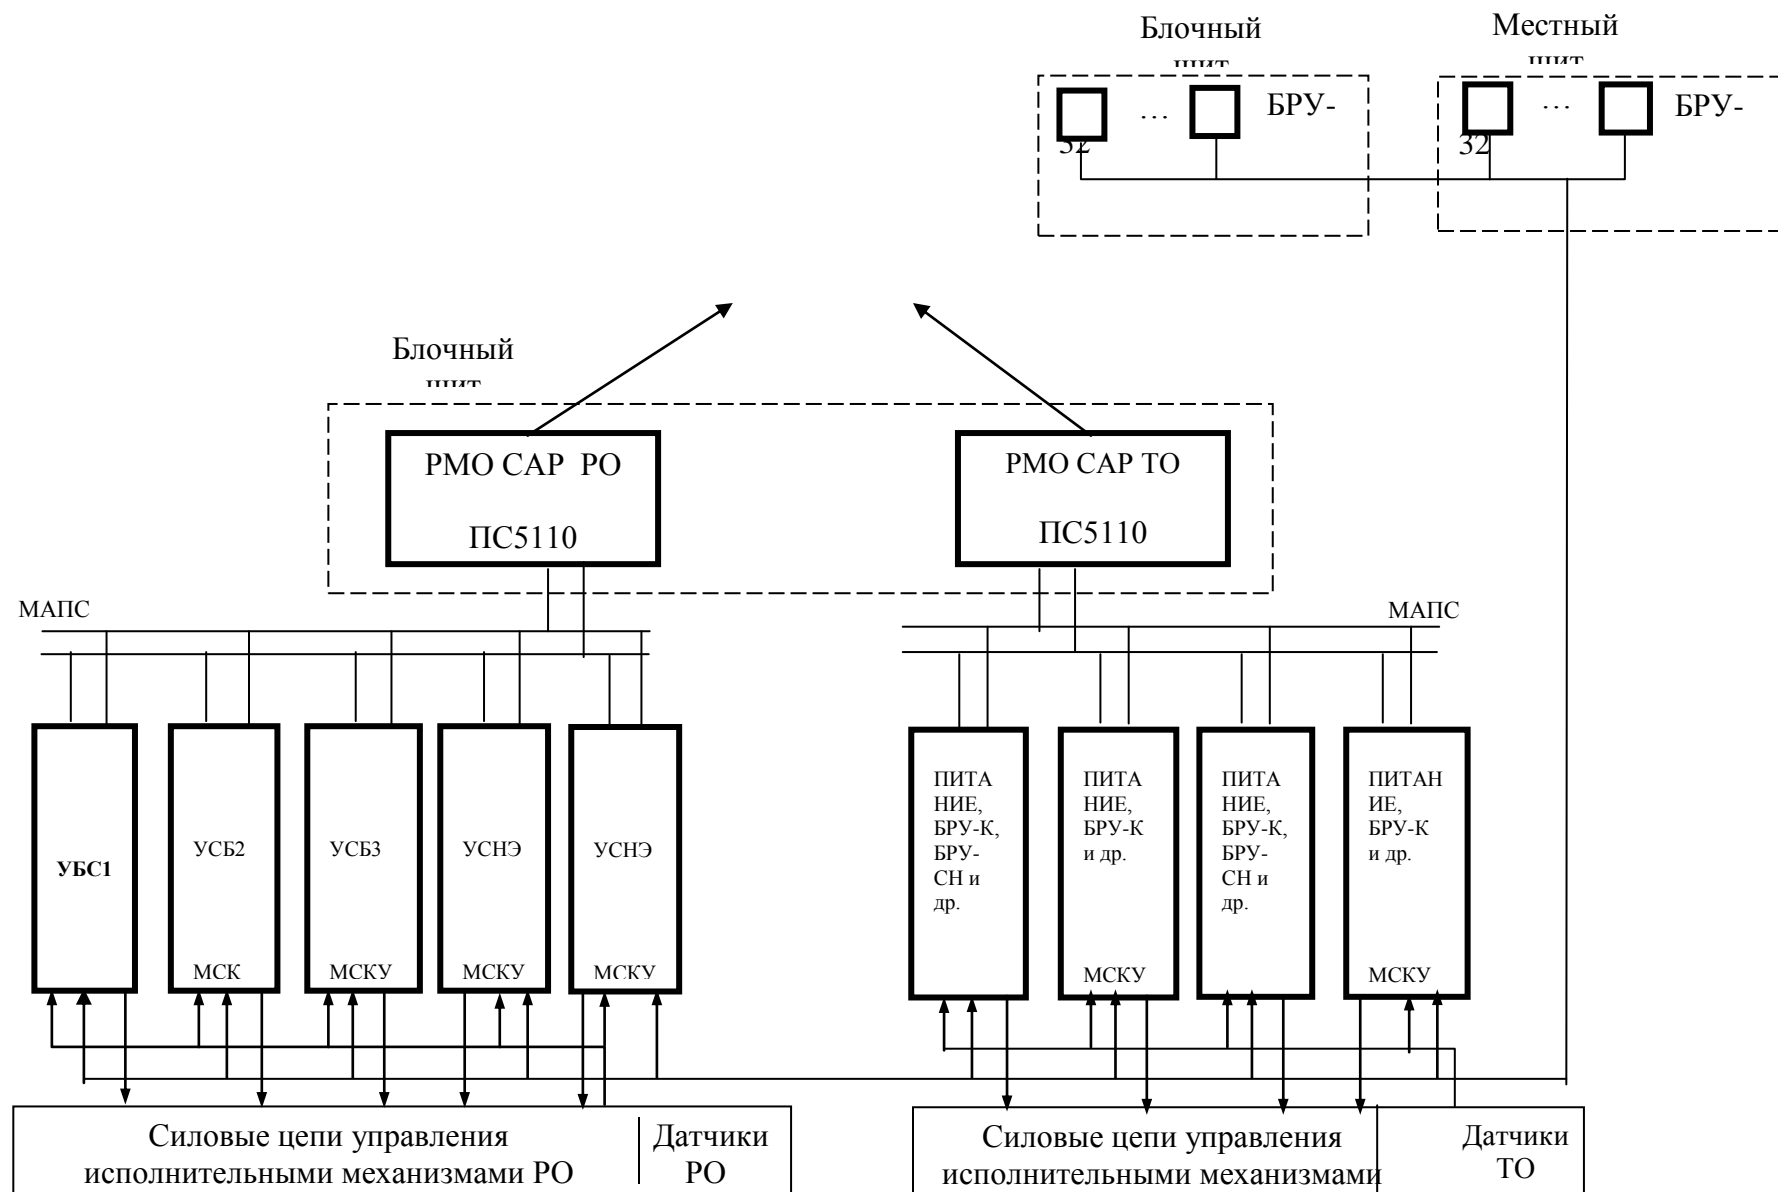 Блочный
щит
Местный
щит
БРУ-
32
БРУ-
32
Блочный
щит
РМО САР РО
ПС5110
РМО САР ТО
ПС5110
МАПС
МАПС
УБС1
УСБ2
МСК
УСБ3
МСКУ
УСНЭ
МСКУ
УСНЭ
МСКУ
ПИТА
НИЕ,
БРУ-К,
БРУ-
СН и
др.
ПИТА
НИЕ,
БРУ-К
и др.
МСКУ
ПИТА
НИЕ,
БРУ-К,
БРУ-
СН и
др.
ПИТАН
ИЕ,
БРУ-К
и др.
МСКУ
Силовые цепи управления
исполнительными механизмами РО
Датчики
РО
Силовые цепи управления
исполнительными механизмами
Датчики
ТО